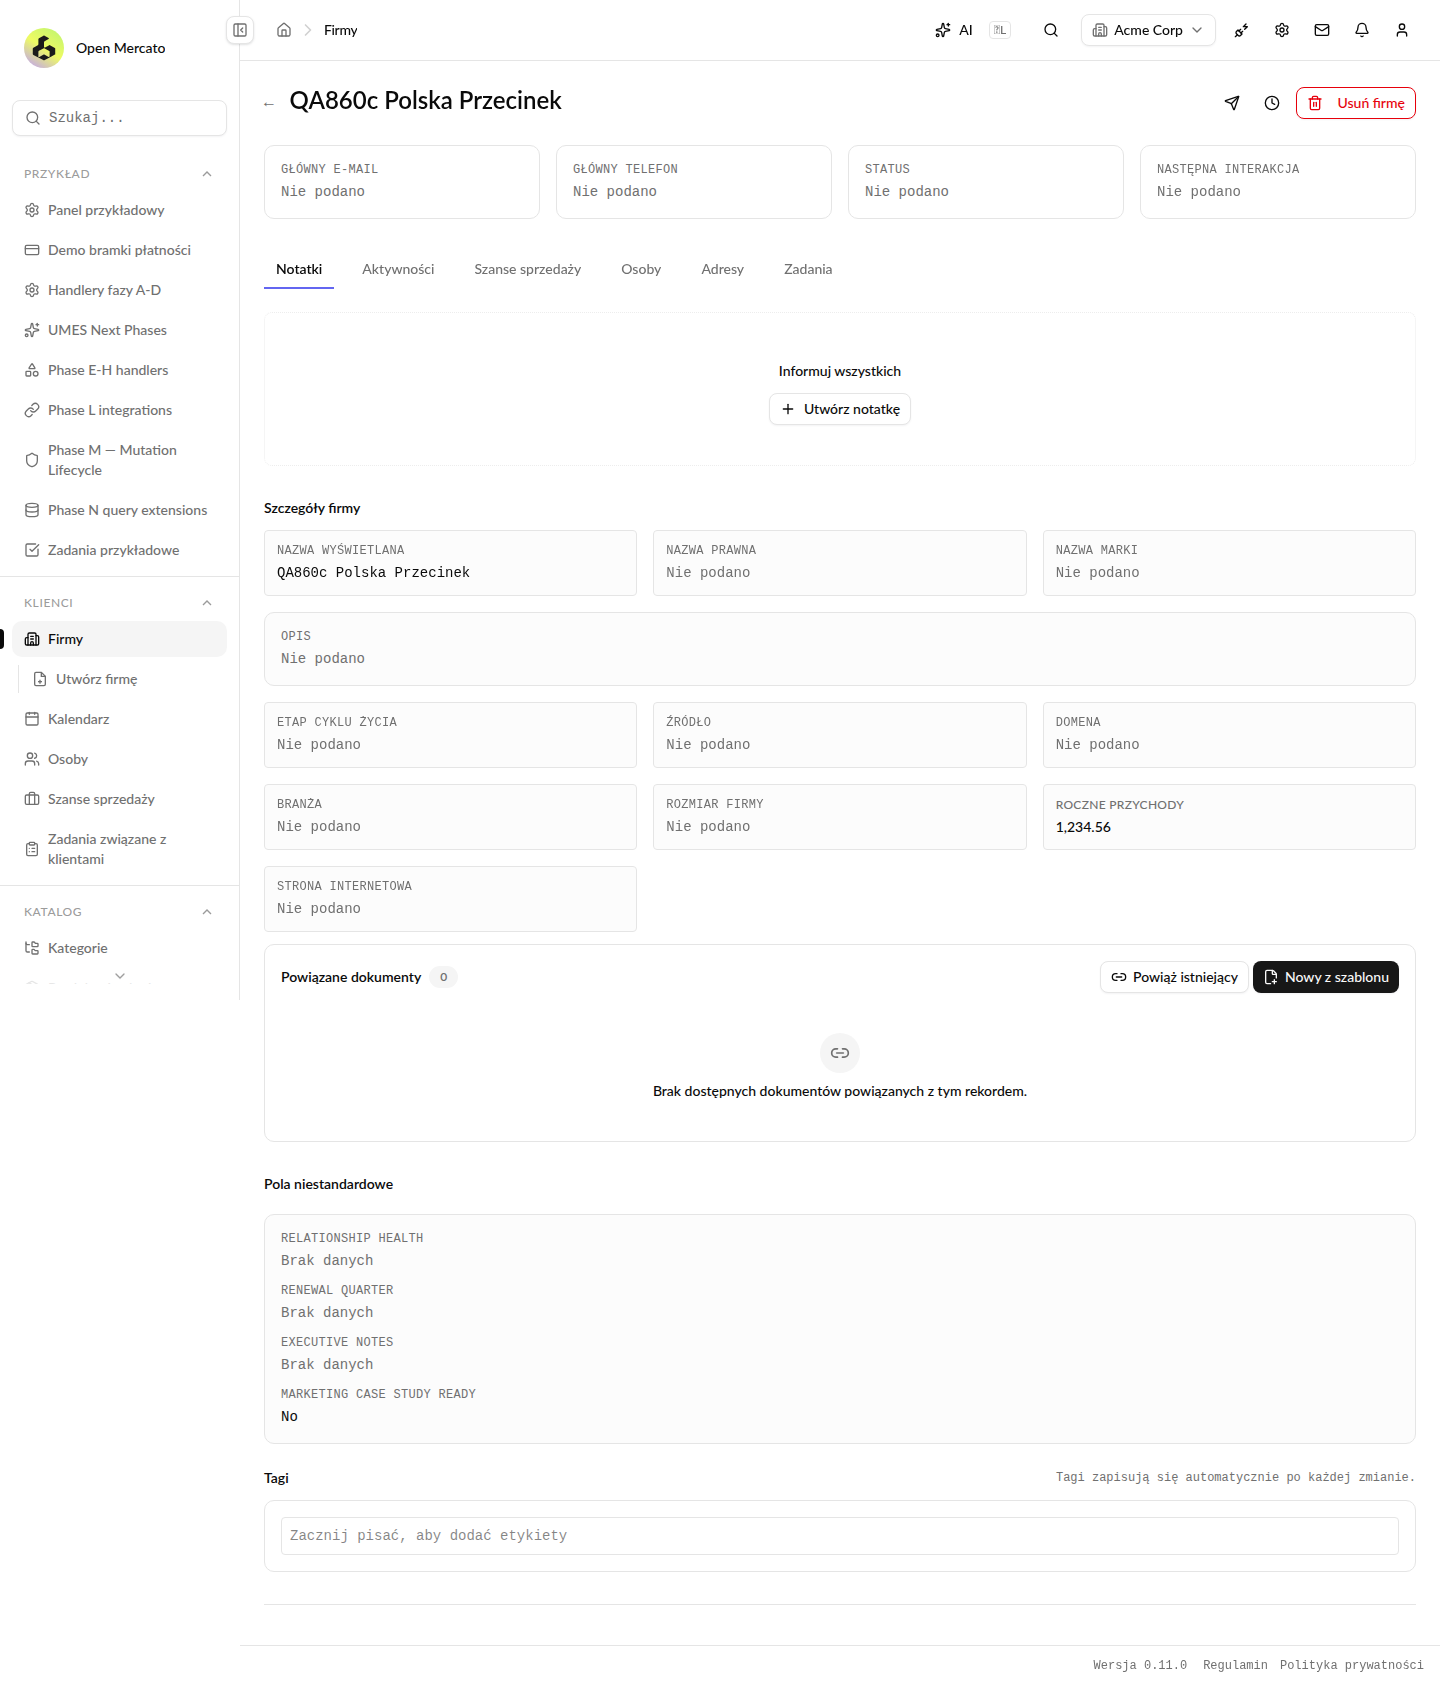 Open Mercato
Firmy
AI
L
Acme Corp
Szukaj...
← QA860c Polska Przecinek
Usuń firmę
PRZYKŁAD
Panel przykładowy
Demo bramki płatności
Handlery fazy A-D
UMES Next Phases
Phase E-H handlers
Phase L integrations
Phase M — Mutation
Lifecycle
Phase N query extensions
Zadania przykładowe
KLIENCI
Firmy
Utwórz firmę
Kalendarz
Osoby
Szanse sprzedaży
Zadania związane z
klientami
KATALOG
Kategorie
GŁÓWNY E-MAIL
Nie podano
GŁÓWNY TELEFON
Nie podano
STATUS
Nie podano
NASTĘPNA INTERAKCJA
Nie podano
Notatki
Aktywności
Szanse sprzedaży
Osoby
Adresy
Zadania
Informuj wszystkich
Utwórz notatkę
Szczegóły firmy
NAZWA WYŚWIETLANA
QA860c Polska Przecinek
NAZWA PRAWNA
Nie podano
NAZWA MARKI
Nie podano
OPIS
Nie podano
ETAP CYKLU ŻYCIA
Nie podano
ŹRÓDŁO
Nie podano
DOMENA
Nie podano
BRANŻA
Nie podano
ROZMIAR FIRMY
Nie podano
ROCZNE PRZYCHODY
1,234.56
STRONA INTERNETOWA
Nie podano
Powiązane dokumenty 0
Powiąż istniejący
Nowy z szablonu
Brak dostępnych dokumentów powiązanych z tym rekordem.
Pola niestandardowe
RELATIONSHIP HEALTH
Brak danych
RENEWAL QUARTER
Brak danych
EXECUTIVE NOTES
Brak danych
MARKETING CASE STUDY READY
No
Tagi
Tagi zapisują się automatycznie po każdej zmianie.
Zacznij pisać, aby dodać etykiety
Wersja 0.11.0
Regulamin
Polityka prywatności